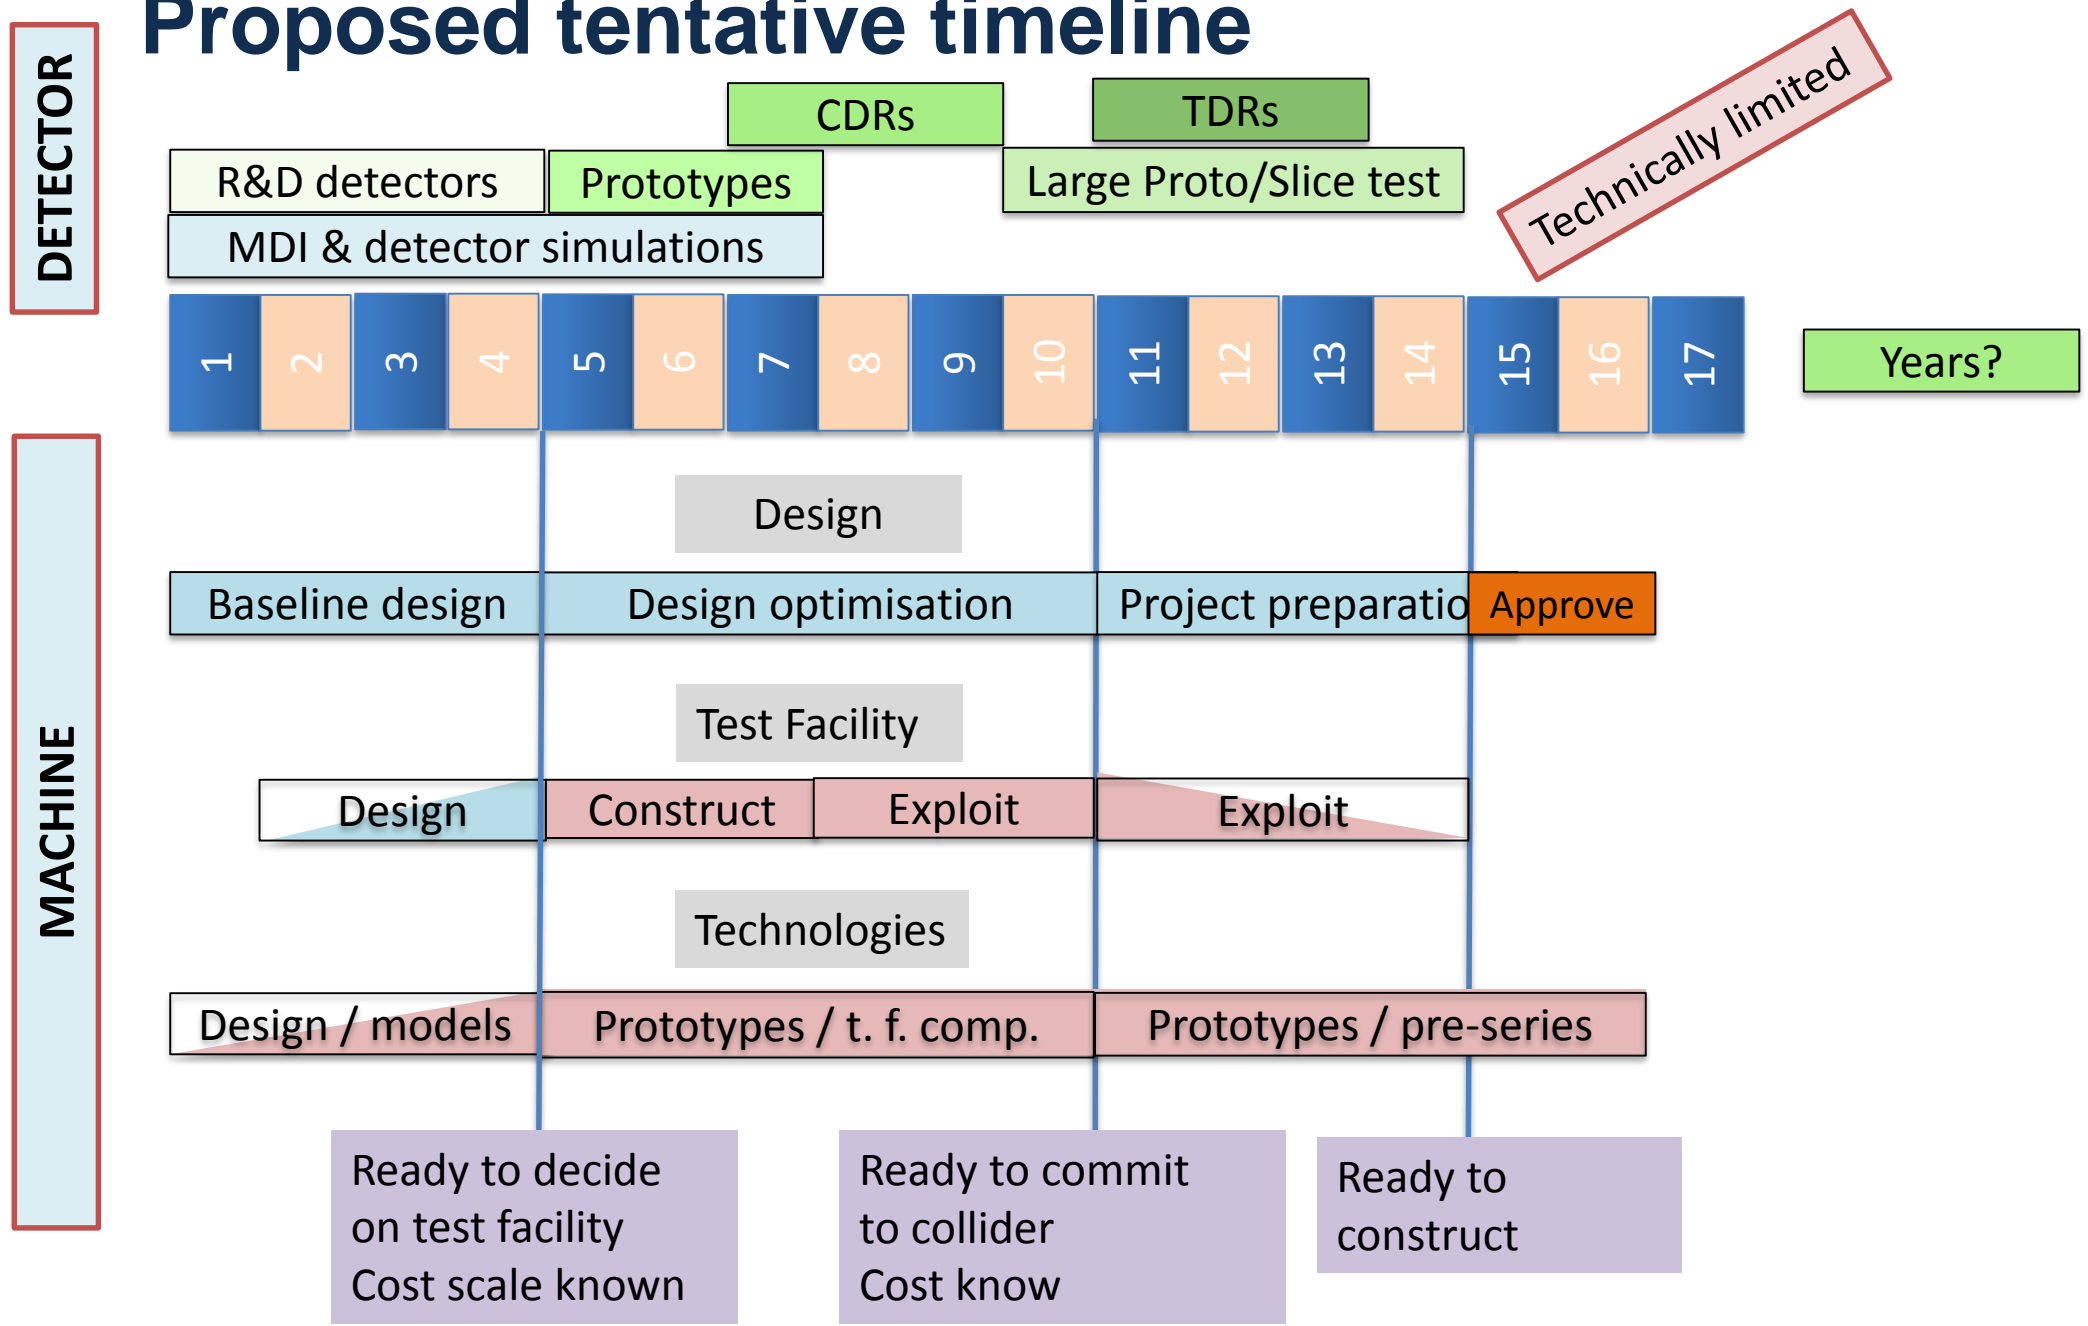 Proposed tentative timeline
DETECTOR
CDRs
TDRs
Technically limited
R&D detectors
Prototypes
Large Proto/Slice test
MDI & detector simulations
1
2
3
4
5
6
7
8
9
10
11
12
13
14
15
16
17
Years?
MACHINE
Design
Baseline design
Design optimisation
Project preparatio
Approve
Test Facility
Design
Construct
Exploit
Exploit
Technologies
Design / models
Prototypes / t. f. comp.
Prototypes / pre-series
Ready to decide
on test facility
Cost scale known
Ready to commit
to collider
Cost know
Ready to
construct